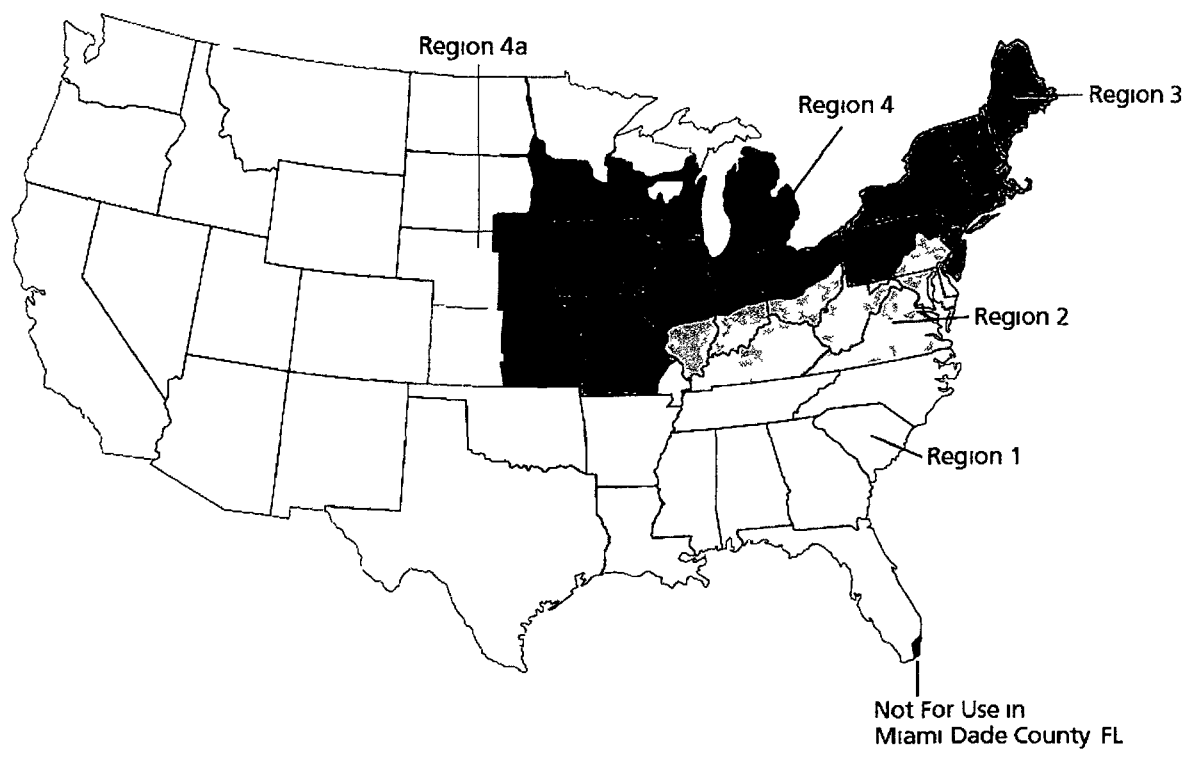 Region 4a
Region 4
Region 3
Region 2
Region 1
Not For Use in
Miami Dade County FL